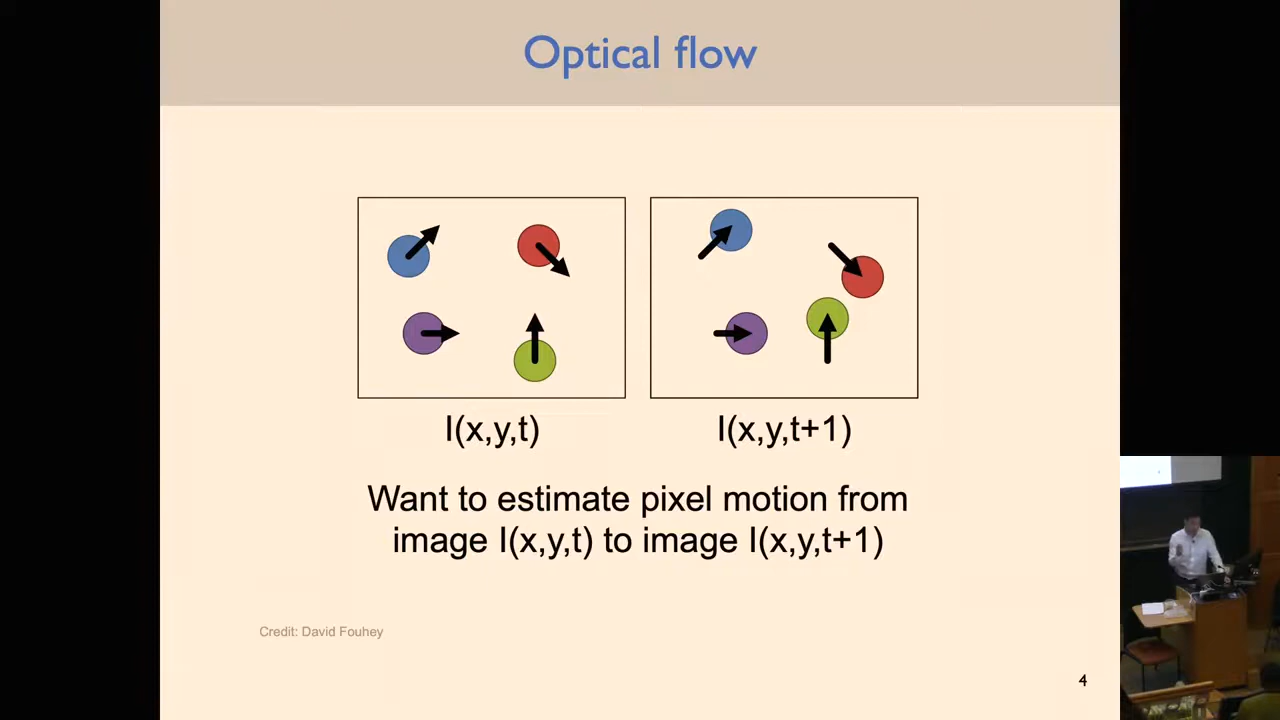 Optical flow
I(x,y,t)
I(x,y,t+1)
Want to estimate pixel motion from
image I(x,y,t) to image I(x,y,t+1)
Credit: David Fouhey
4